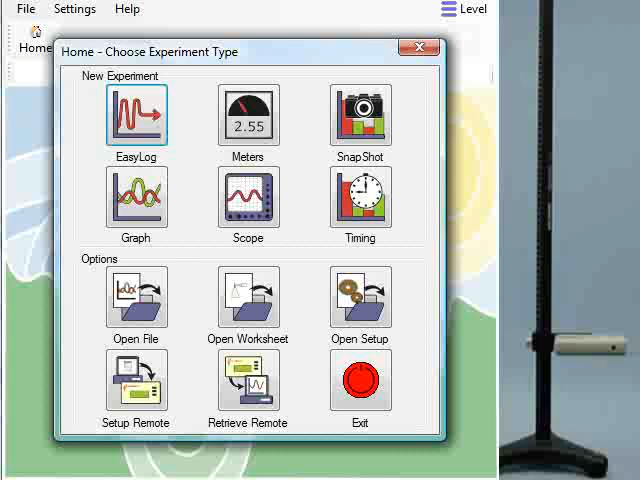 File Settings Help Level
Home
Home - Choose Experiment Type
New Experiment
2.55
EasyLog Meters SnapShot
Graph Scope Timing
Options
Open File Open Worksheet Open Setup
Setup Remote Retrieve Remote Exit